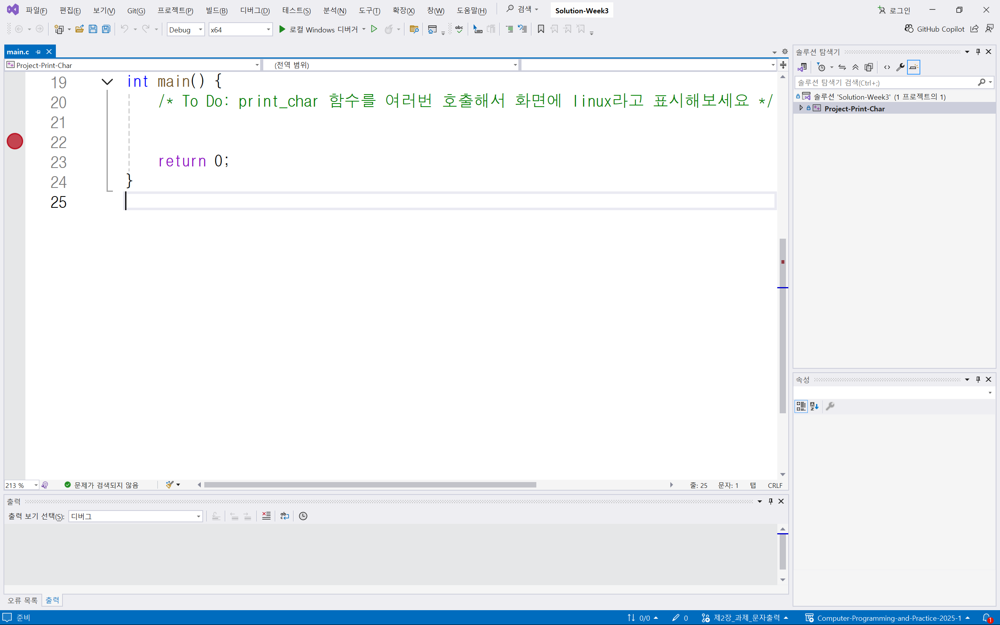 파일(F) 편집(E) 보기(V) Git(G) 프로젝트(P) 빌드(B) 디버그(D) 테스트(S) 분석(N) 도구(T) 확장(X) 창(W) 도움말(H) 검색 Solution-Week3 로그인
Debug x64 로컬 Windows 디버거 abc GitHub Copilot
main.c
Project-Print-Char (전역 범위)
19 int main() {
20 /* To Do: print_char 함수를 여러번 호출해서 화면에 linux라고 표시해보세요 */
21
22
23 return 0;
24 }
25
213 % 문제가 검색되지 않음 줄: 25 문자: 1 탭 CRLF
출력
출력 보기 선택(S): 디버그
오류 목록 출력
솔루션 탐색기
솔루션 탐색기 검색(Ctrl+;)
솔루션 'Solution-Week3' (1 프로젝트의 1)
Project-Print-Char
속성
준비 0/0 0 제2장_과제_문자출력 Computer-Programming-and-Practice-2025-1 1